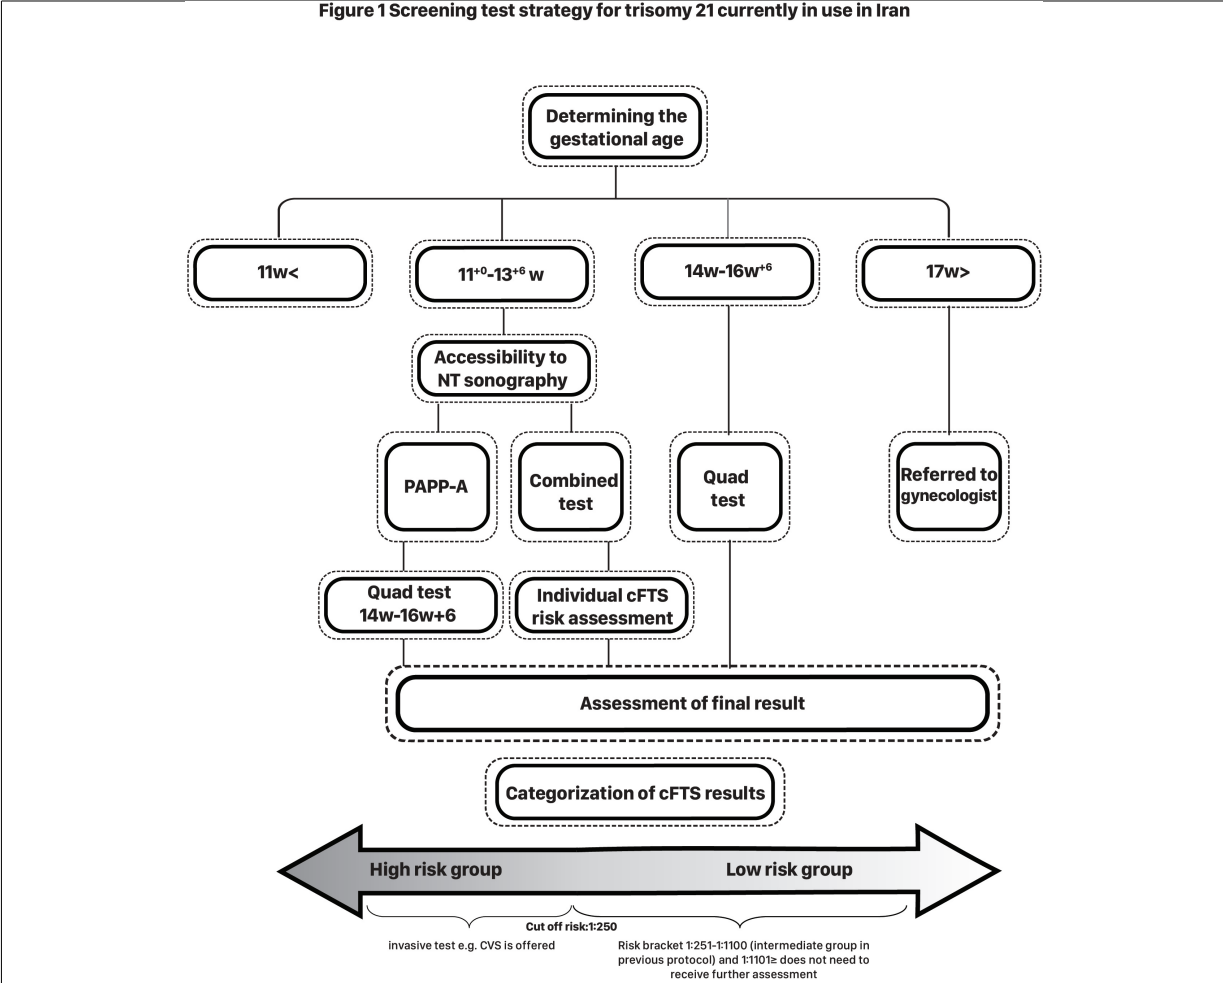 Figure 1 Screening test strategy for trisomy 21 currently in use in Iran
Determining the
gestational age
11w<
11+0-13+6 w
14w-16w+6
17w>
Accessibility to
NT sonography
PAPP-A
Combined
test
Quad
test
Referred to
gynecologist
Quad test
14w-16w+6
Individual cFTS
risk assessment
Assessment of final result
Categorization of cFTS results
High risk group
Low risk group
Cut off risk:1:250
invasive test e.g. CVS is offered
Risk bracket 1:251-1:1100 (intermediate group in
previous protocol) and 1:1101≥ does not need to
receive further assessment